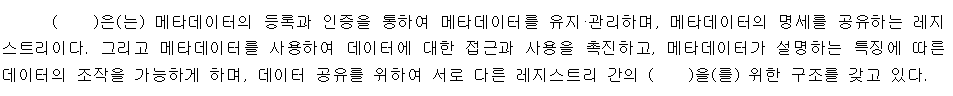 (    )은(는) 메타데이터의 등록과 인증을 통하여 메타데이터를 유지·관리하며, 메타데이터의 명세를 공유하는 레지
스트리이다. 그리고 메타데이터를 사용하여 데이터에 대한 접근과 사용을 촉진하고, 메타데이터가 설명하는 특징에 따른
데이터의 조작을 가능하게 하며, 데이터 공유를 위하여 서로 다른 레지스트리 간의 (    )을(를) 위한 구조를 갖고 있다.